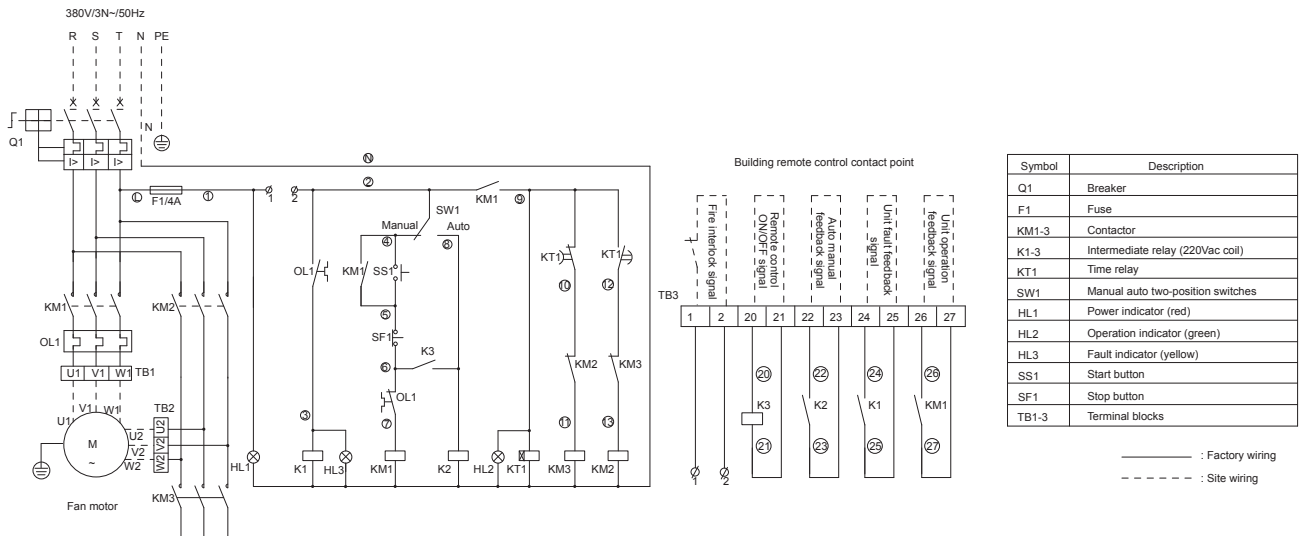 380V/3N~/50Hz
R S T N PE
N
Q1
I> I> I>
L
F1/4A
1
1 2
N
2
KM1
9
SW1
Manual Auto
4
8
OL1
KM1
SS1
5
SF1
K3
6
OL1
3
7
KT1
KT1
10
12
KM2
KM3
11
13
HL1
K1
HL3
KM1
K2
HL2
KT1
KM3
KM2
KM1
KM2
OL1
U1 V1 W1 TB1
U1 V1 W1
TB2
U2 V2 W2
U2
V2
W2
M
~
Fan motor
KM3
Building remote control contact point
Fire interlock signal
Remote control
ON/OFF signal
Auto manual
feedback signal
Unit fault feedback
signal
Unit operation
feedback signal
TB3
1 2 20 21 22 23 24 25 26 27
20 22 24 26
K3 K2 K1 KM1
21 23 25 27
1 2
Symbol Description
Q1 Breaker
F1 Fuse
KM1-3 Contactor
K1-3 Intermediate relay (220Vac coil)
KT1 Time relay
SW1 Manual auto two-position switches
HL1 Power indicator (red)
HL2 Operation indicator (green)
HL3 Fault indicator (yellow)
SS1 Start button
SF1 Stop button
TB1-3 Terminal blocks
: Factory wiring
: Site wiring